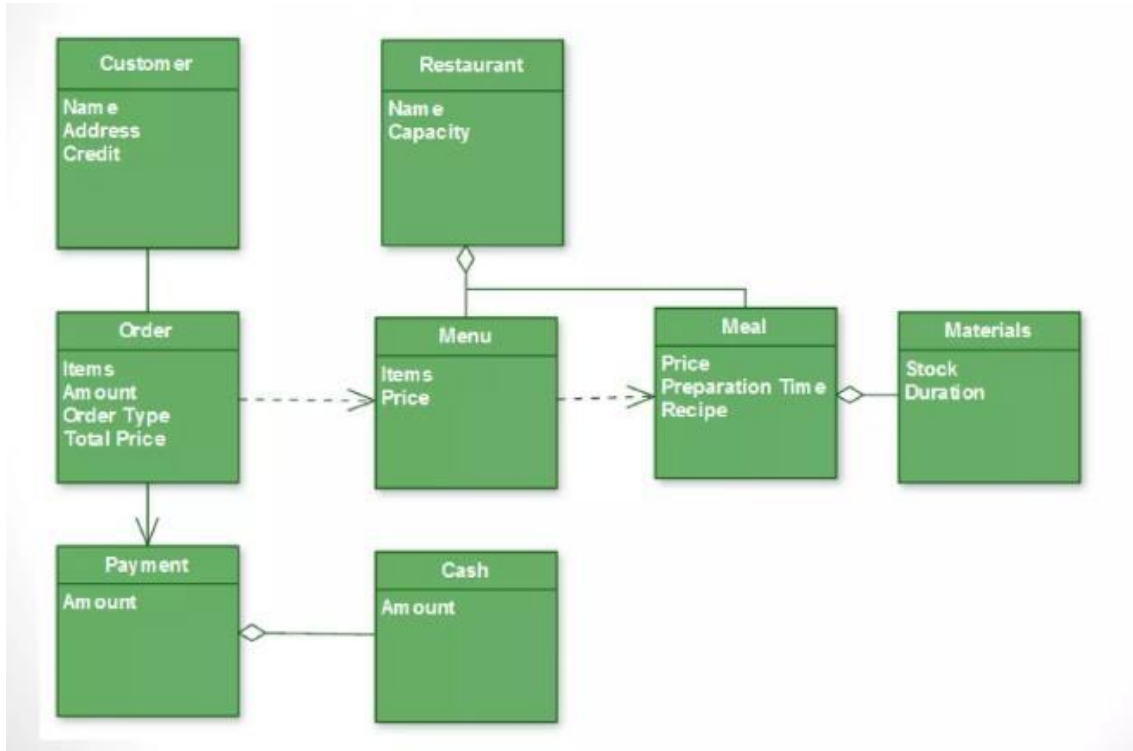 Customer
Name
Address
Credit
Restaurant
Name
Capacity
Order
Items
Amount
Order Type
Total Price
Menu
Items
Price
Meal
Price
Preparation Time
Recipe
Materials
Stock
Duration
Payment
Amount
Cash
Amount